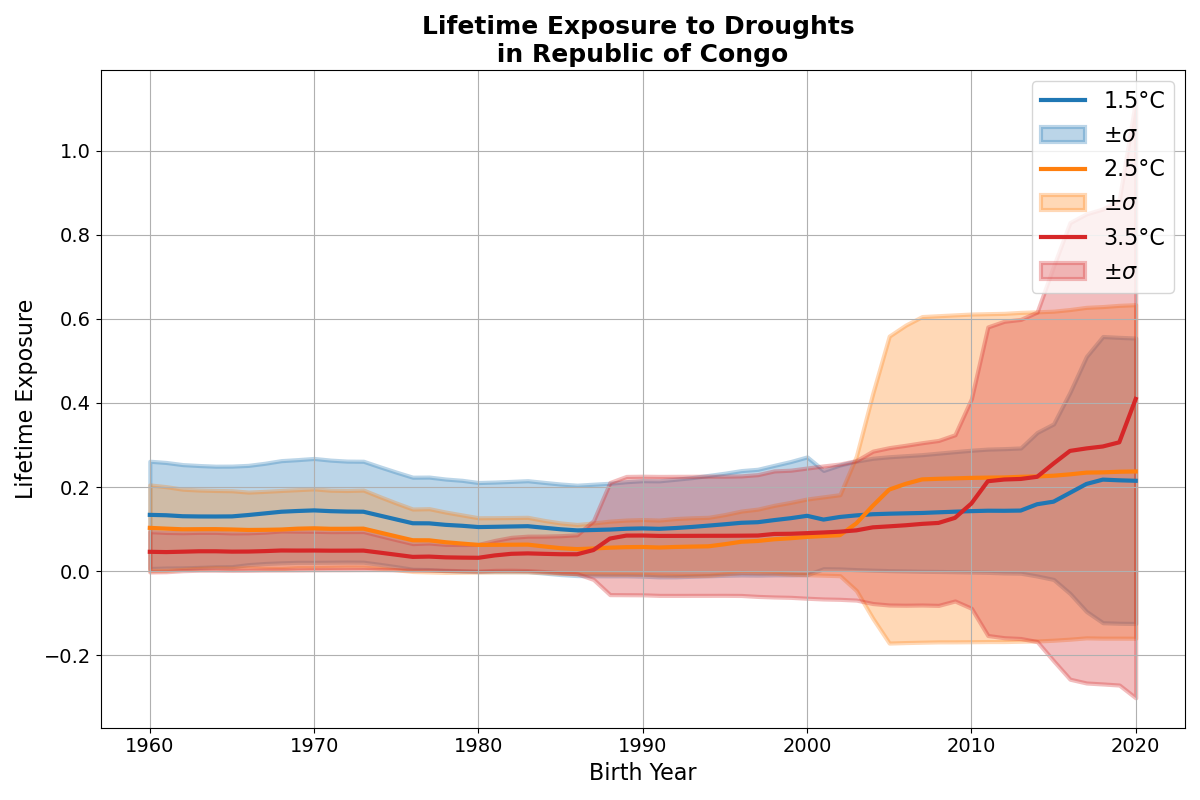 Lifetime Exposure to Droughts
in Republic of Congo
1.5°C
±σ
2.5°C
±σ
3.5°C
±σ
Lifetime Exposure
1.0
0.8
0.6
0.4
0.2
0.0
−0.2
1960
1970
1980
1990
2000
2010
2020
Birth Year